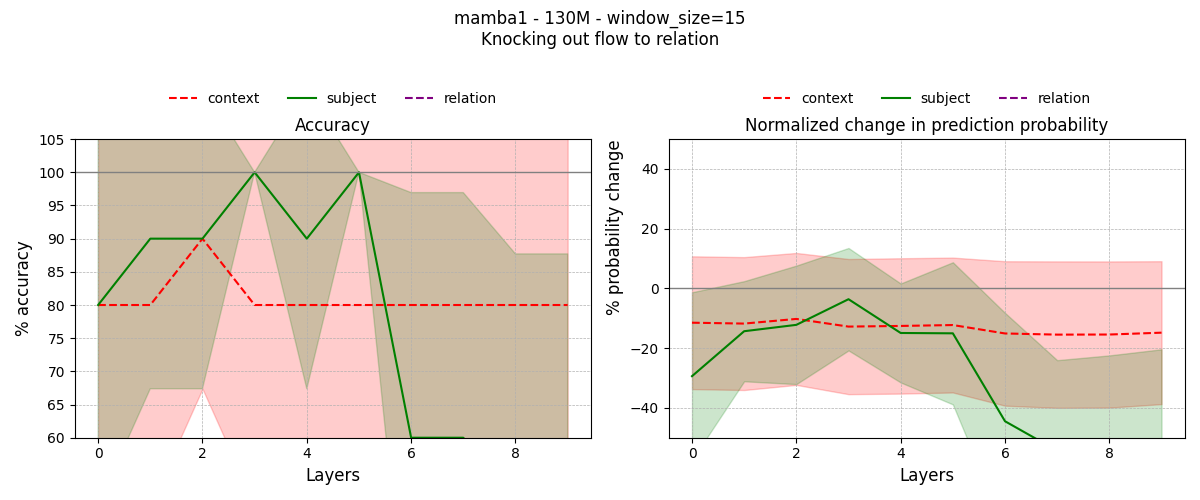 mamba1 - 130M - window_size=15
Knocking out flow to relation
context subject relation
Accuracy
105
100
95
90
85
80
75
70
65
60
% accuracy
0 2 4 6 8
Layers
context subject relation
Normalized change in prediction probability
40
20
0
−20
−40
% probability change
0 2 4 6 8
Layers